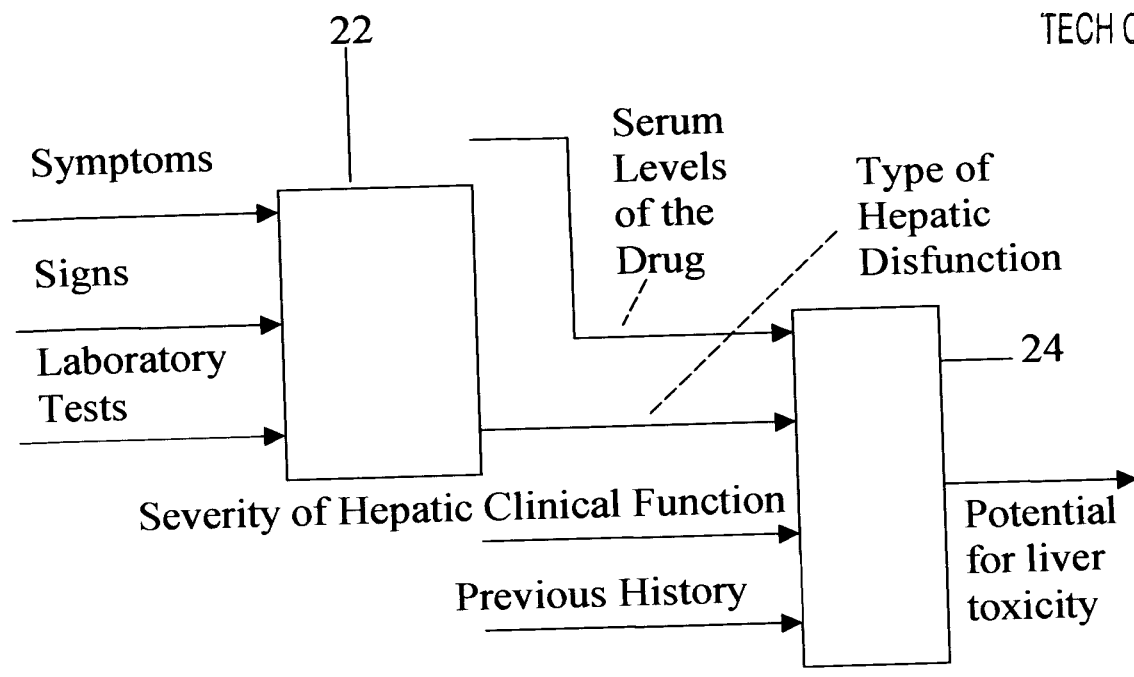 TECH
22
Symptoms
Signs
Laboratory
Tests
Serum
Levels
of the
Drug
Type of
Hepatic
Disfunction
24
Severity of Hepatic Clinical Function
Previous History
Potential
for liver
toxicity